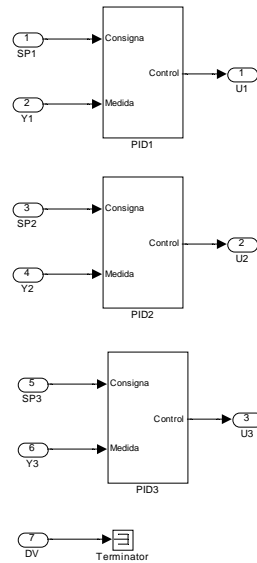 1
Consigna
SP1
Control
1
U1
2
Medida
Y1
PID1
3
Consigna
SP2
Control
2
U2
4
Medida
Y2
PID2
5
Consigna
SP3
Control
3
U3
6
Medida
Y3
PID3
7
DV
Terminator